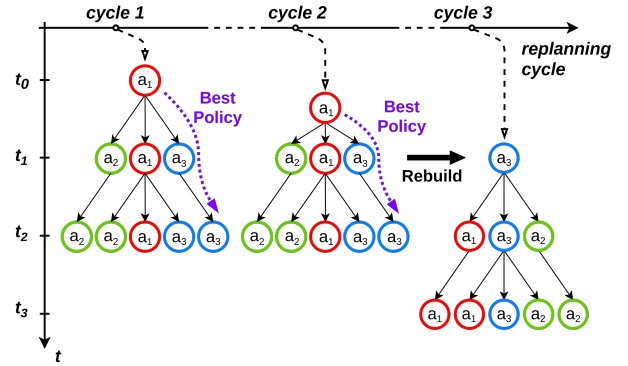 cycle 1 cycle 2 cycle 3
replanning
cycle
t0
a1
Best
Policy
a1
Best
Policy
t1
a2 a1 a3
a2 a1 a3
Rebuild
a3
t2
a2 a2 a1 a3 a3
a2 a2 a1 a3 a3
a1 a3 a2
t3
a1 a1 a3 a2 a2
t